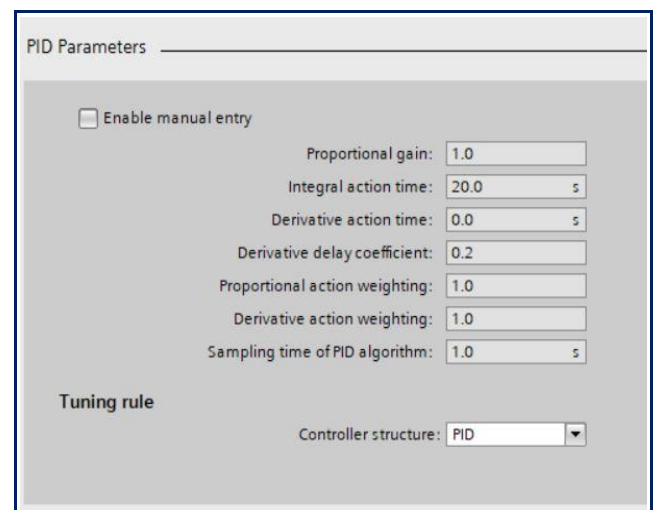 PID Parameters
Enable manual entry
Proportional gain: 1.0
Integral action time: 20.0 s
Derivative action time: 0.0 s
Derivative delay coefficient: 0.2
Proportional action weighting: 1.0
Derivative action weighting: 1.0
Sampling time of PID algorithm: 1.0 s
Tuning rule
Controller structure: PID